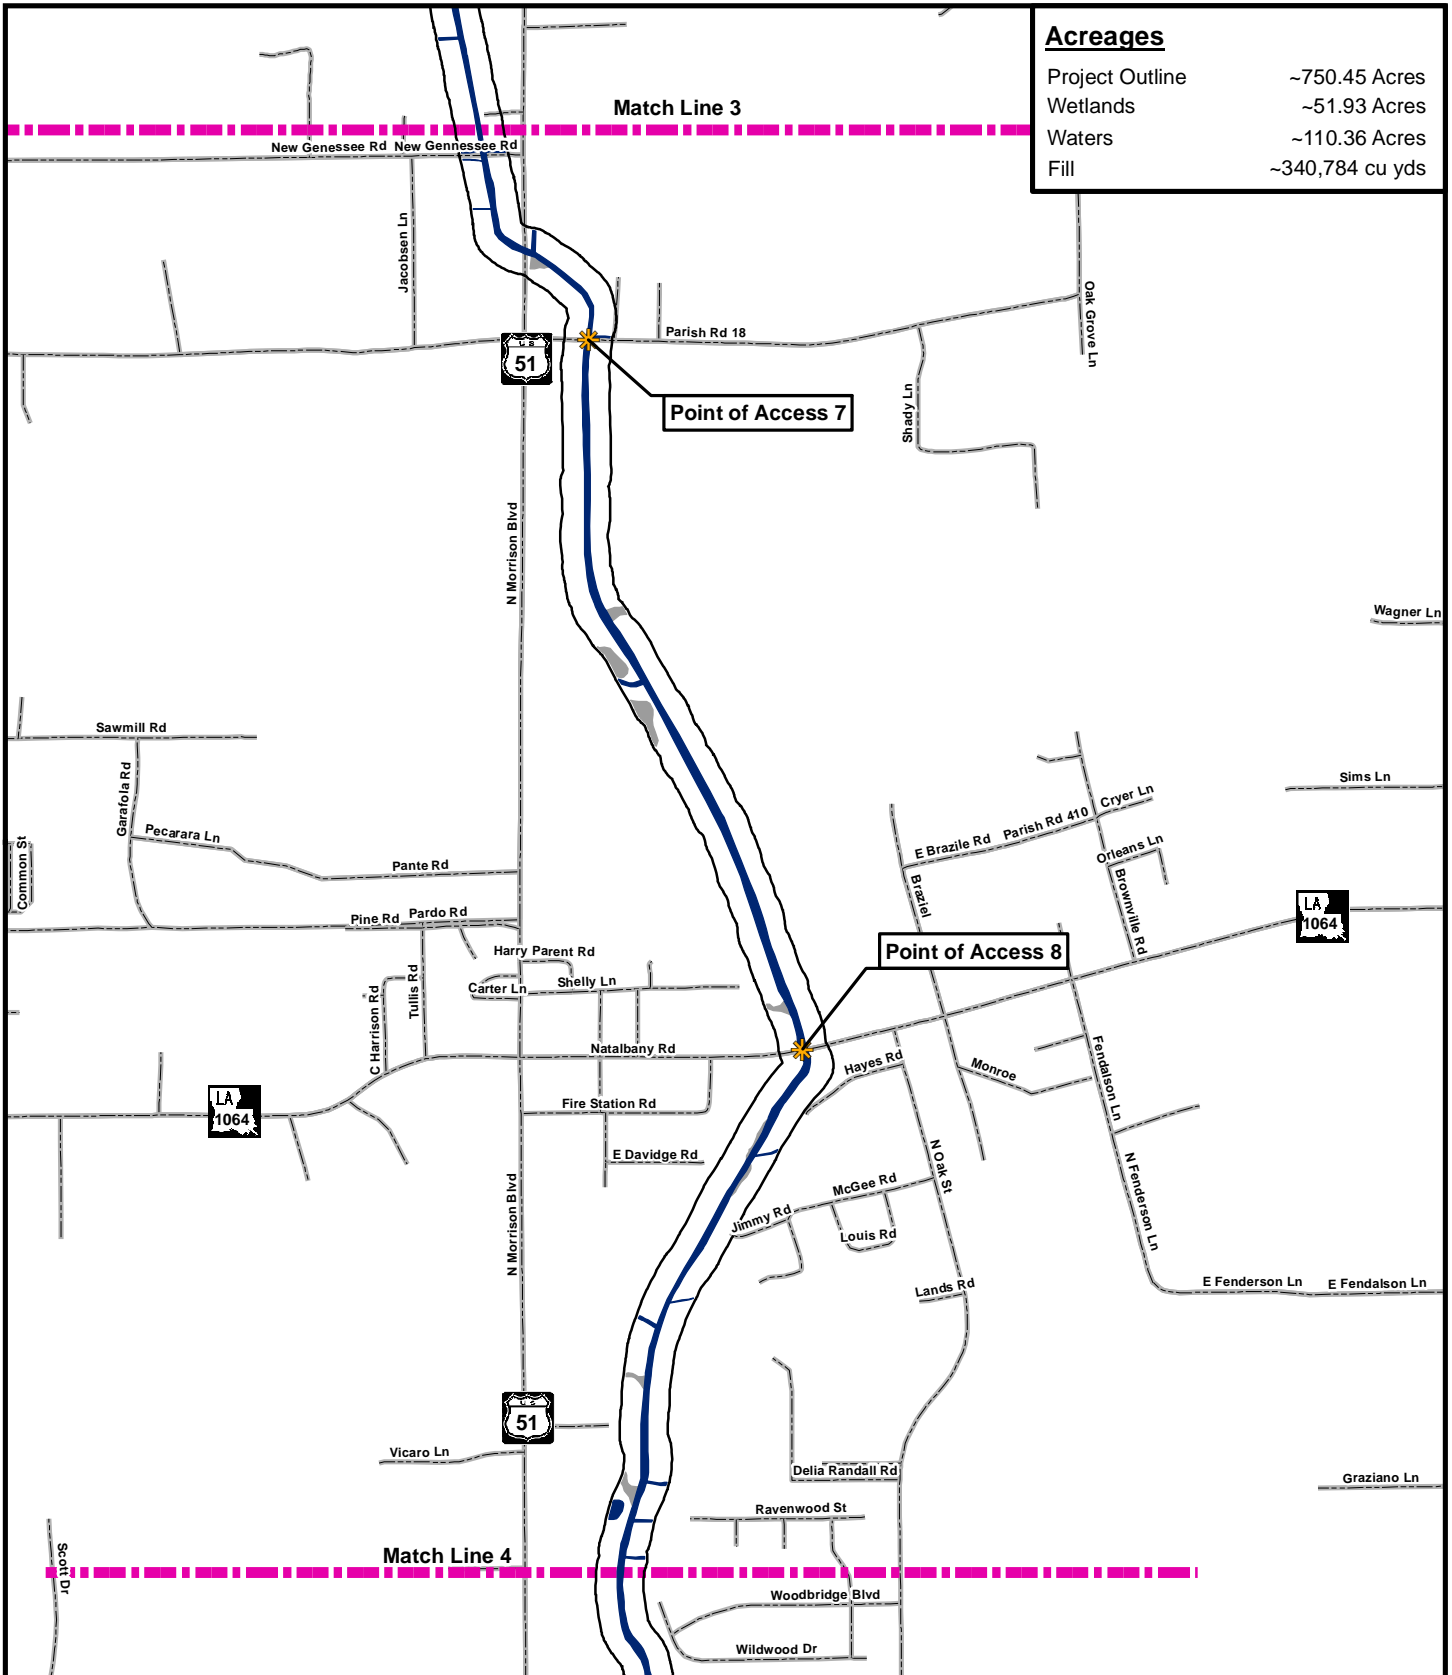 Acreages
Project Outline ~750.45 Acres
Wetlands ~51.93 Acres
Waters ~110.36 Acres
Fill ~340,784 cu yds
Match Line 3
New Genessee Rd New Gennessee Rd
Jacobsen Ln
Oak Grove Ln
Parish Rd 18
U S
51
Point of Access 7
Shady Ln
N Morrison Blvd
Wagner Ln
Sawmill Rd
Garafola Rd
Sims Ln
Cryer Ln
Parish Rd 410
E Brazile Rd
Pecarara Ln
Common St
Pante Rd
Orleans Ln
Braziel
Brownville Rd
LA
1064
Pine Rd Pardo Rd
Harry Parent Rd
Point of Access 8
Tullis Rd
Carter Ln
Shelly Ln
C Harrison Rd
Natalbany Rd
Hayes Rd
Monroe
Fendalson Ln
LA
1064
Fire Station Rd
E Davidge Rd
N Oak St
N Fenderson Ln
McGee Rd
Jimmy Rd
Louis Rd
N Morrison Blvd
Lands Rd
E Fenderson Ln E Fendalson Ln
U S
51
Vicaro Ln
Delia Randall Rd
Graziano Ln
Ravenwood St
Scott Dr
Match Line 4
Woodbridge Blvd
Wildwood Dr